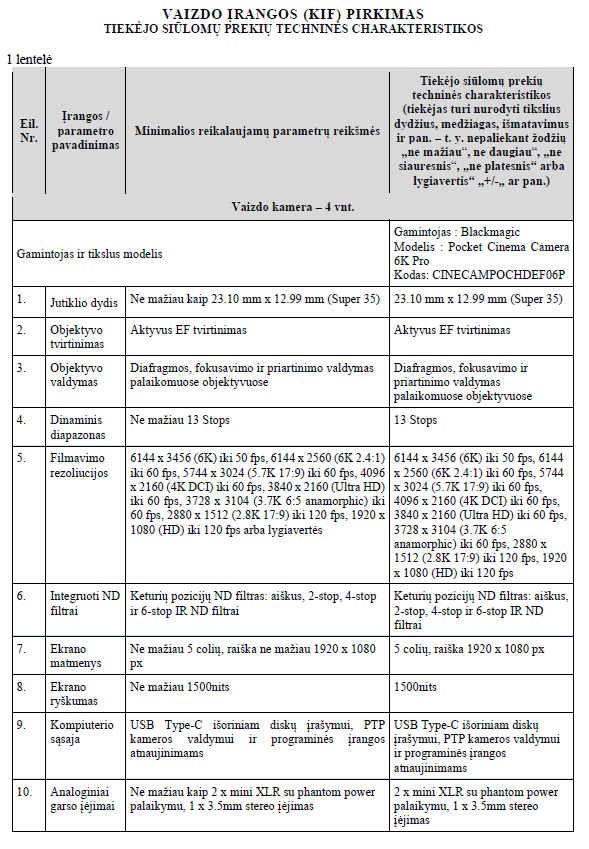 VAIZDO ĮRANGOS (KIF) PIRKIMAS
TIEKĖJO SIŪLOMŲ PREKIŲ TECHNINĖS CHARAKTERISTIKOS
1 lentelė
Eil.
Nr.
Įrangos /
parametro
pavadinimas
Minimalios reikalaujamų parametrų reikšmės
Tiekėjo siūlomų prekių
techninės charakteristikos
(tiekėjas turi nurodyti tikslius
dydžius, medžiagas, išmatavimus
ir pan. – t. y. nepaliekant žodžių
„ne mažiau“, ne daugiau“, „ne
siauresnis“, „ne platesnis“ arba
lygiavertis“ „+/-„ ar pan.)
Vaizdo kamera – 4 vnt.
Gamintojas ir tikslus modelis
Gamintojas : Blackmagic
Modelis : Pocket Cinema Camera
6K Pro
Kodas: CINECAMPOCHDEF06P
1.
Jutiklio dydis
Ne mažiau kaip 23.10 mm x 12.99 mm (Super 35)
23.10 mm x 12.99 mm (Super 35)
2.
Objektyvo
tvirtinimas
Aktyvus EF tvirtinimas
Aktyvus EF tvirtinimas
3.
Objektyvo
valdymas
Diafragmos, fokusavimo ir priartinimo valdymas
palaikomuose objektyvuose
Diafragmos, fokusavimo ir
priartinimo valdymas
palaikomuose objektyvuose
4.
Dinaminis
diapazonas
Ne mažiau 13 Stops
13 Stops
5.
Filmavimo
rezoliucijos
6144 x 3456 (6K) iki 50 fps, 6144 x 2560 (6K 2.4:1)
iki 60 fps, 5744 x 3024 (5.7K 17:9) iki 60 fps, 4096
x 2160 (4K DCI) iki 60 fps, 3840 x 2160 (Ultra HD)
iki 60 fps, 3728 x 3104 (3.7K 6:5 anamorphic) iki
60 fps, 2880 x 1512 (2.8K 17:9) iki 120 fps, 1920 x
1080 (HD) iki 120 fps arba lygiavertės
6144 x 3456 (6K) iki 50 fps, 6144
x 2560 (6K 2.4:1) iki 60 fps, 5744
x 3024 (5.7K 17:9) iki 60 fps,
4096 x 2160 (4K DCI) iki 60 fps,
3840 x 2160 (Ultra HD) iki 60 fps,
3728 x 3104 (3.7K 6:5
anamorphic) iki 60 fps, 2880 x
1512 (2.8K 17:9) iki 120 fps, 1920
x 1080 (HD) iki 120 fps
6.
Integruoti ND
filtrai
Keturių pozicijų ND filtras: aiškus, 2-stop, 4-stop
ir 6-stop IR ND filtrai
Keturių pozicijų ND filtras: aiškus,
2-stop, 4-stop ir 6-stop IR ND
filtrai
7.
Ekrano
matmenys
Ne mažiau 5 colių, raiška ne mažiau 1920 x 1080
px
5 colių, raiška 1920 x 1080 px
8.
Ekrano
ryškumas
Ne mažiau 1500nits
1500nits
9.
Kompiuterio
sąsaja
USB Type-C išoriniam diskų įrašymui, PTP
kameros valdymui ir programinės įrangos
atnaujinimams
USB Type-C išoriniam diskų
įrašymui, PTP kameros valdymui
ir programinės įrangos
atnaujinimams
10.
Analoginiai
garso įėjimai
Ne mažiau kaip 2 x mini XLR su phantom power
palaikymu, 1 x 3.5mm stereo įėjimas
2 x mini XLR su phantom power
palaikymu, 1 x 3.5mm stereo
įėjimas